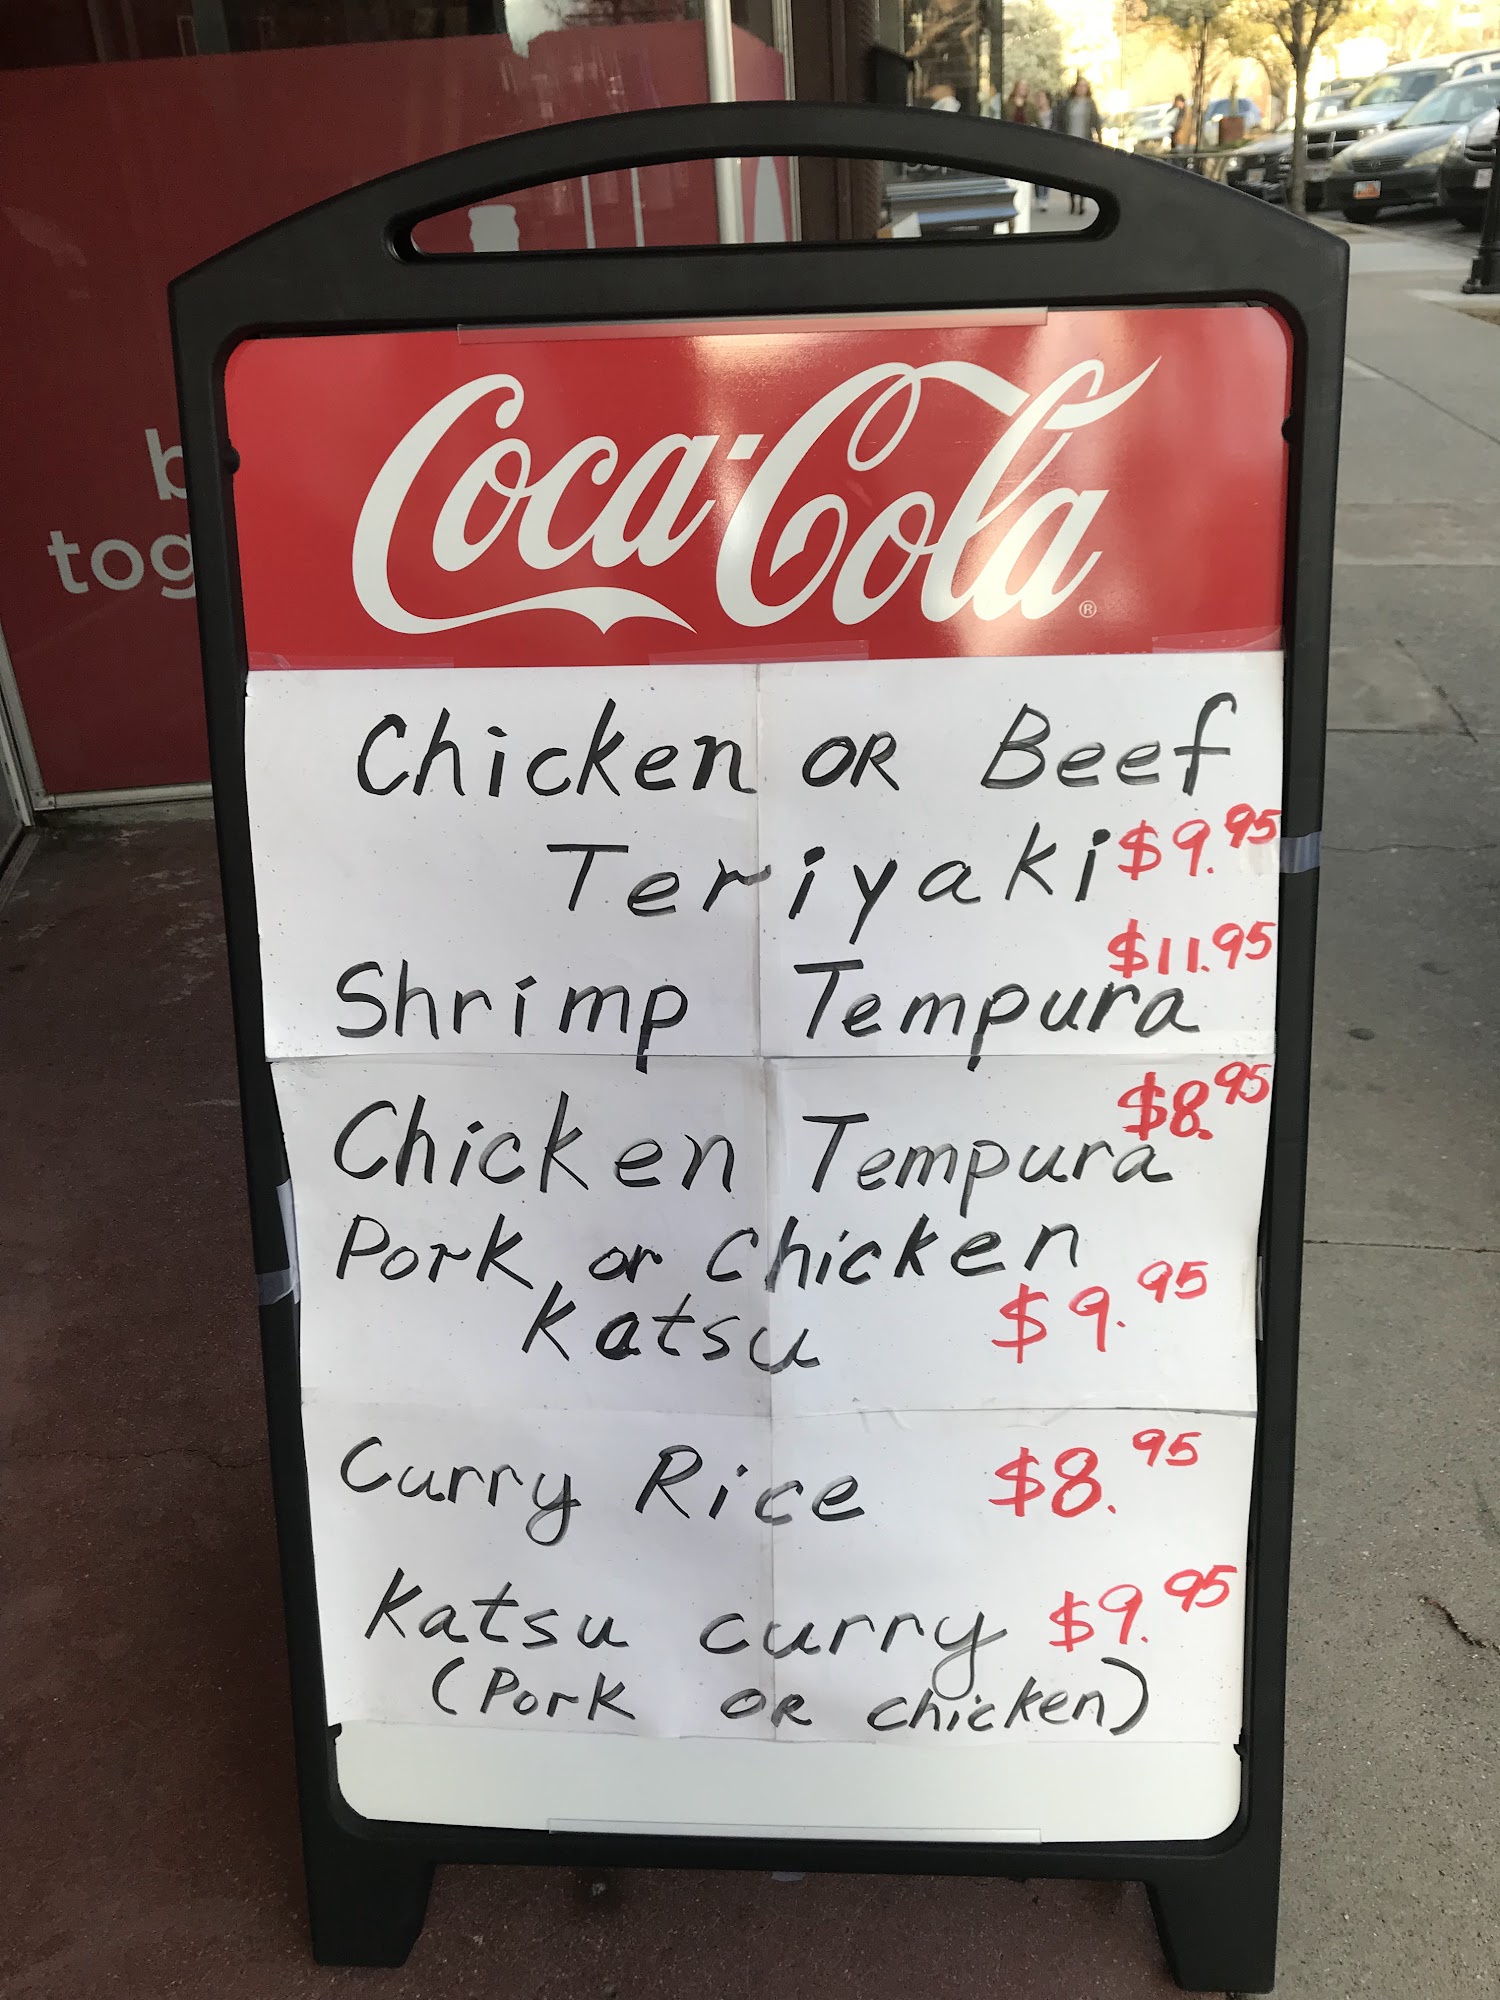 Coca-Cola®
Chicken OR Beef
Teriyaki $9.95
$11.95
Shrimp Tempura
$8.95
Chicken Tempura
Pork or Chicken
Katsu $9.95
Curry Rice $8.95
Katsu curry $9.95
(Pork OR chicken)
b
tog